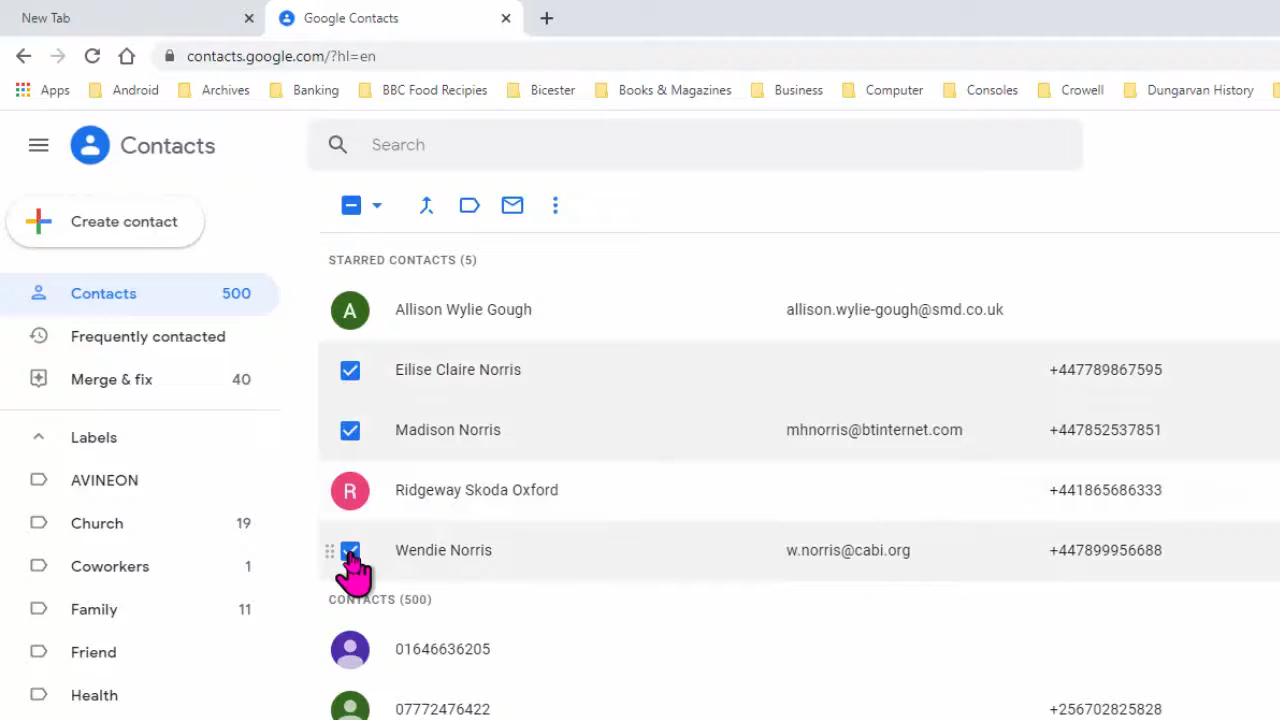 New Tab
Google Contacts
contacts.google.com/?hl=en
Apps Android Archives Banking BBC Food Recipies Bicester Books & Magazines Business Computer Consoles Crowell Dungarvan History
Contacts
Search
Create contact
STARRED CONTACTS (5)
Contacts 500
A Allison Wylie Gough allison.wylie-gough@smd.co.uk
Frequently contacted
Eilise Claire Norris +447789867595
Merge & fix 40
Madison Norris mhnorris@btinternet.com +447852537851
Labels
AVINEON
R Ridgeway Skoda Oxford +441865686333
Church 19
Wendie Norris w.norris@cabi.org +447899956688
Coworkers 1
CONTACTS (500)
Family 11
Friend
01646636205
Health
07772476422 +256702825828